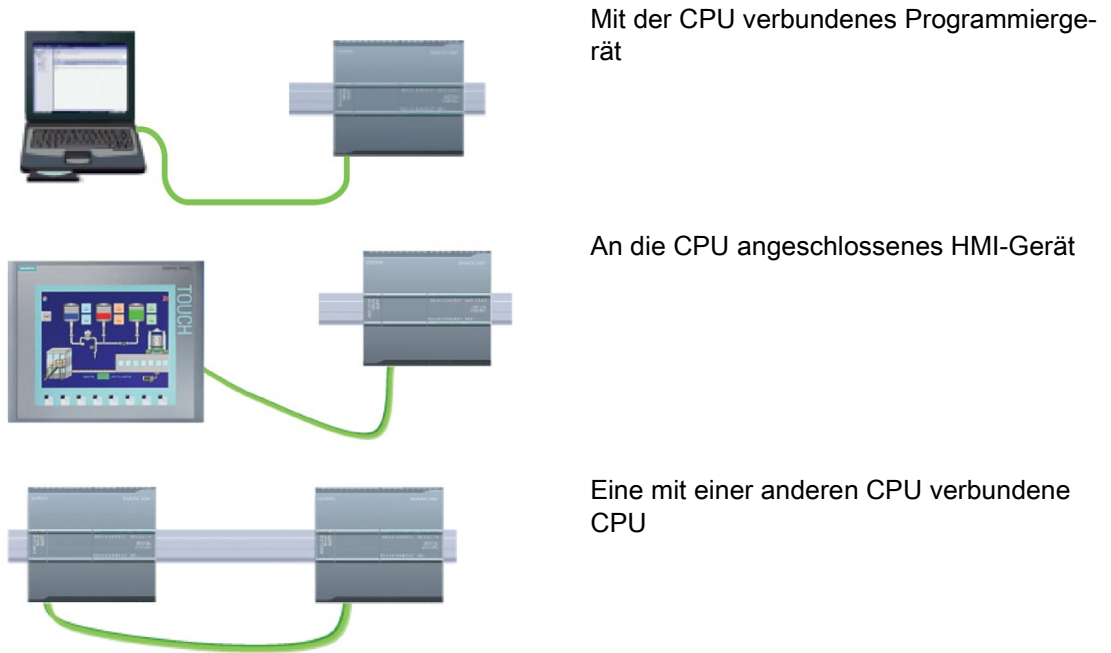 Mit der CPU verbundenes Programmierge-
rät
An die CPU angeschlossenes HMI-Gerät
TOUCH
Eine mit einer anderen CPU verbundene
CPU